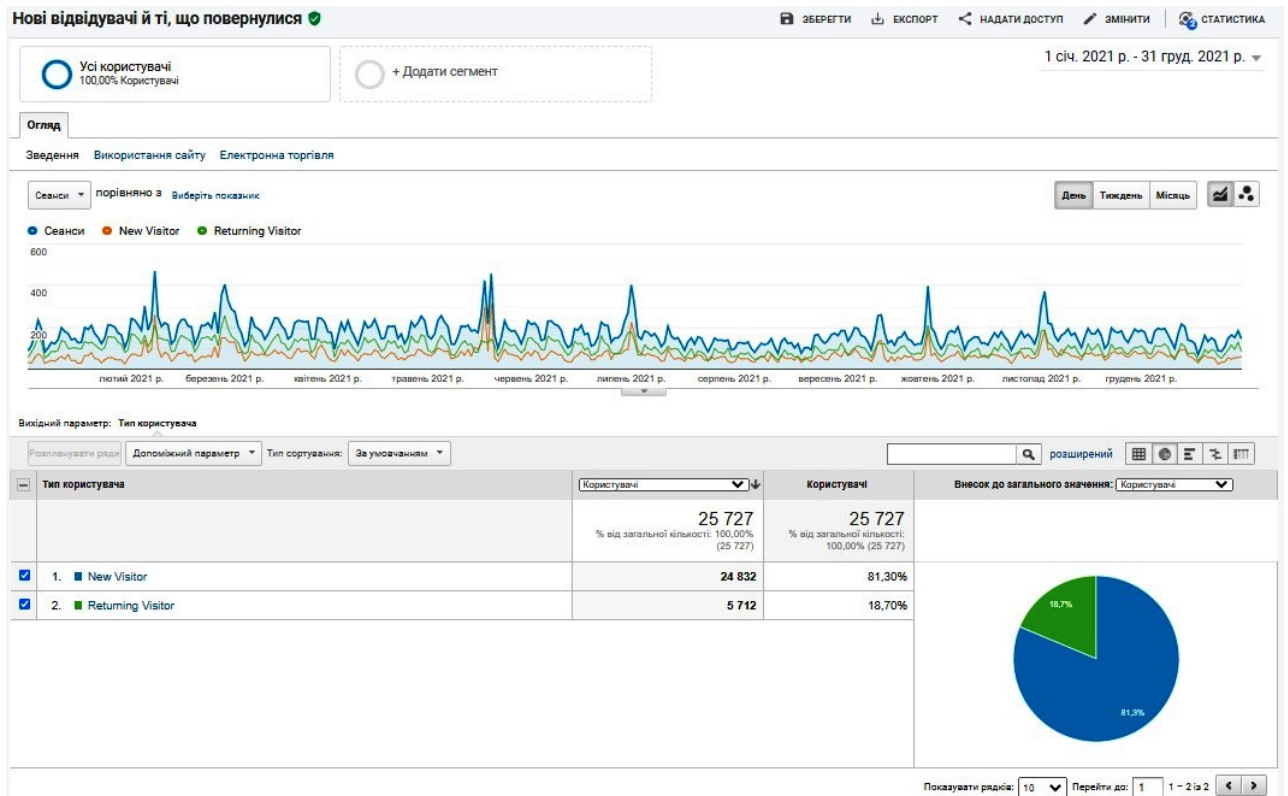 Нові відвідувачі й ті, що повернулися
ЗБЕРЕГТИ ЕКСПОРТ НАДАТИ ДОСТУП ЗМІНИТИ 2 СТАТИСТИКА
Усі користувачі
100,00% Користувачі
+ Додати сегмент
1 січ. 2021 р. - 31 груд. 2021 р.
Огляд
Зведення Використання сайту Електронна торгівля
Сеанси порівняно з Виберіть показник
День Тиждень Місяць
Сеанси New Visitor Returning Visitor
600
400
200
лютий 2021 р. березень 2021 р. квітень 2021 р. травень 2021 р. червень 2021 р. липень 2021 р. серпень 2021 р. вересень 2021 р. жовтень 2021 р. листопад 2021 р. грудень 2021 р.
Вихідний параметр: Тип користувача
Розпланувати ряди Допоміжний параметр Тип сортування: За умовчанням розширений
Тип користувача Користувачі Користувачі Внесок до загального значення: Користувачі
25 727 25 727
% від загальної кількості: 100,00% % від загальної кількості:
(25 727) 100,00% (25 727)
1. New Visitor 24 832 81,30%
2. Returning Visitor 5 712 18,70%
18,7%
81,3%
Показувати рядків: 10 Перейти до: 1 1 – 2 із 2